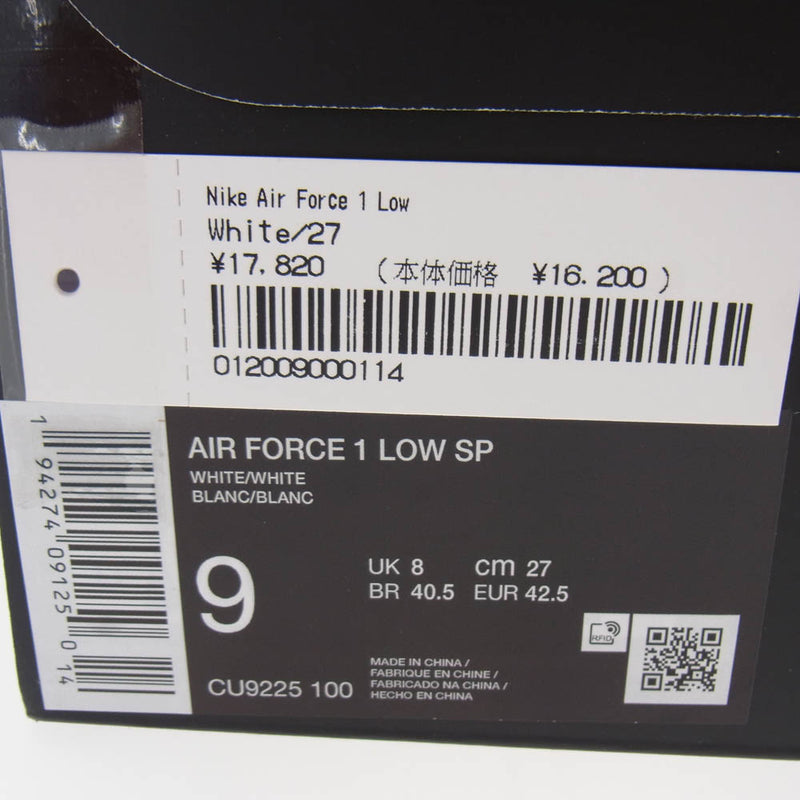 Nike Air Force 1 Low
White/27
¥17,820 (本体価格 ¥16,200)
012009000114
AIR FORCE 1 LOW SP
WHITE/WHITE
BLANC/BLANC
9
UK 8 cm 27
BR 40.5 EUR 42.5
RFID
CU9225 100
MADE IN CHINA /
FABRIQUE EN CHINE /
FABRICADO NA CHINA /
HECHO EN CHINA
1 94274 09125 0 14